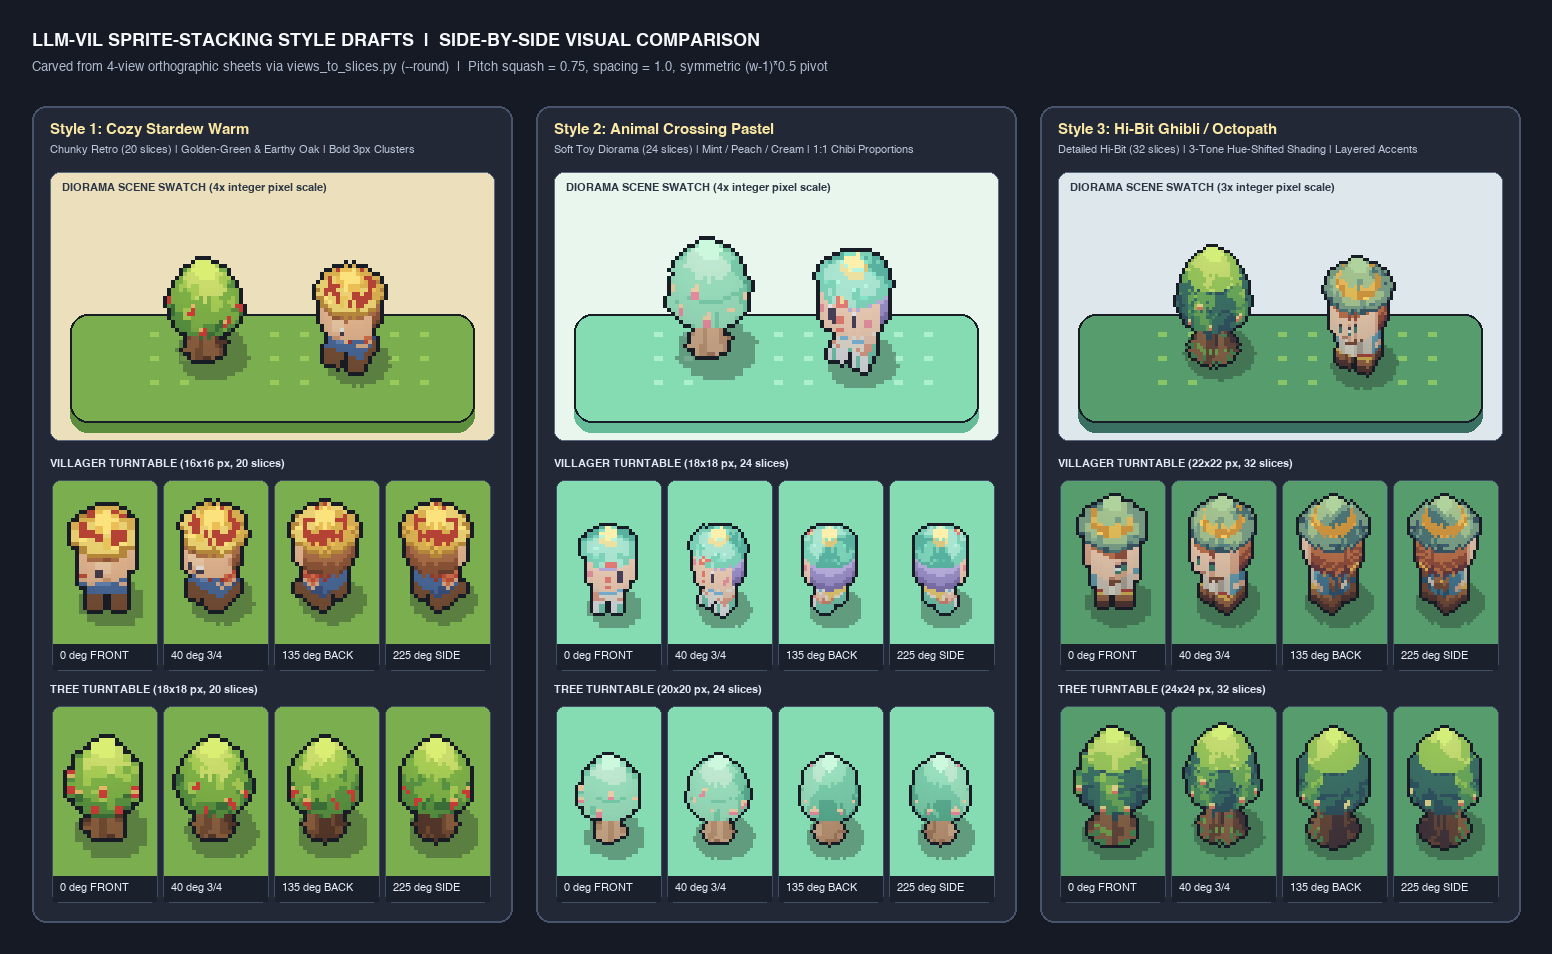 LLM-VIL SPRITE-STACKING STYLE DRAFTS | SIDE-BY-SIDE VISUAL COMPARISON
Carved from 4-view orthographic sheets via views_to_slices.py (--round) | Pitch squash = 0.75, spacing = 1.0, symmetric (w-1)*0.5 pivot
Style 1: Cozy Stardew Warm
Chunky Retro (20 slices) | Golden-Green & Earthy Oak | Bold 3px Clusters
DIORAMA SCENE SWATCH (4x integer pixel scale)
VILLAGER TURNTABLE (16x16 px, 20 slices)
0 deg FRONT
40 deg 3/4
135 deg BACK
225 deg SIDE
TREE TURNTABLE (18x18 px, 20 slices)
0 deg FRONT
40 deg 3/4
135 deg BACK
225 deg SIDE
Style 2: Animal Crossing Pastel
Soft Toy Diorama (24 slices) | Mint / Peach / Cream | 1:1 Chibi Proportions
DIORAMA SCENE SWATCH (4x integer pixel scale)
VILLAGER TURNTABLE (18x18 px, 24 slices)
0 deg FRONT
40 deg 3/4
135 deg BACK
225 deg SIDE
TREE TURNTABLE (20x20 px, 24 slices)
0 deg FRONT
40 deg 3/4
135 deg BACK
225 deg SIDE
Style 3: Hi-Bit Ghibli / Octopath
Detailed Hi-Bit (32 slices) | 3-Tone Hue-Shifted Shading | Layered Accents
DIORAMA SCENE SWATCH (3x integer pixel scale)
VILLAGER TURNTABLE (22x22 px, 32 slices)
0 deg FRONT
40 deg 3/4
135 deg BACK
225 deg SIDE
TREE TURNTABLE (24x24 px, 32 slices)
0 deg FRONT
40 deg 3/4
135 deg BACK
225 deg SIDE